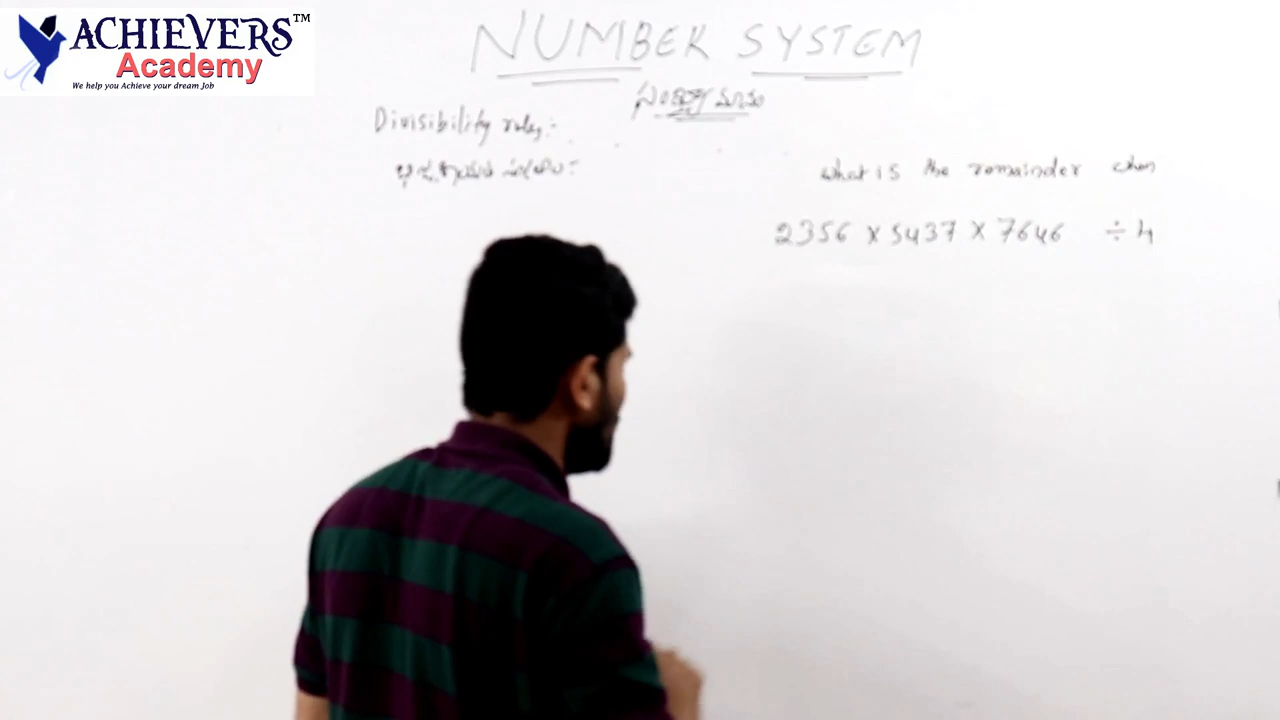 ACHIEVERS™
Academy
We help you Achieve your dream Job
NUMBER SYSTEM
సంఖ్యా మానం
Divisibility rules:-
what is the remainder when
2356 × 5437 × 7646 ÷ 4